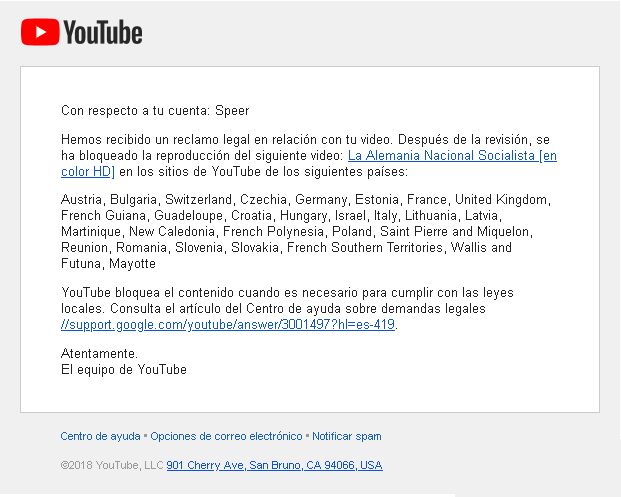 YouTube
Con respecto a tu cuenta: Speer
Hemos recibido un reclamo legal en relación con tu video. Después de la revisión, se
ha bloqueado la reproducción del siguiente video: La Alemania Nacional Socialista [en
color HD] en los sitios de YouTube de los siguientes países:
Austria, Bulgaria, Switzerland, Czechia, Germany, Estonia, France, United Kingdom,
French Guiana, Guadeloupe, Croatia, Hungary, Israel, Italy, Lithuania, Latvia,
Martinique, New Caledonia, French Polynesia, Poland, Saint Pierre and Miquelon,
Reunion, Romania, Slovenia, Slovakia, French Southern Territories, Wallis and
Futuna, Mayotte
YouTube bloquea el contenido cuando es necesario para cumplir con las leyes
locales. Consulta el artículo del Centro de ayuda sobre demandas legales
//support.google.com/youtube/answer/3001497?hl=es-419.
Atentamente.
El equipo de YouTube
Centro de ayuda • Opciones de correo electrónico • Notificar spam
©2018 YouTube, LLC 901 Cherry Ave, San Bruno, CA 94066, USA